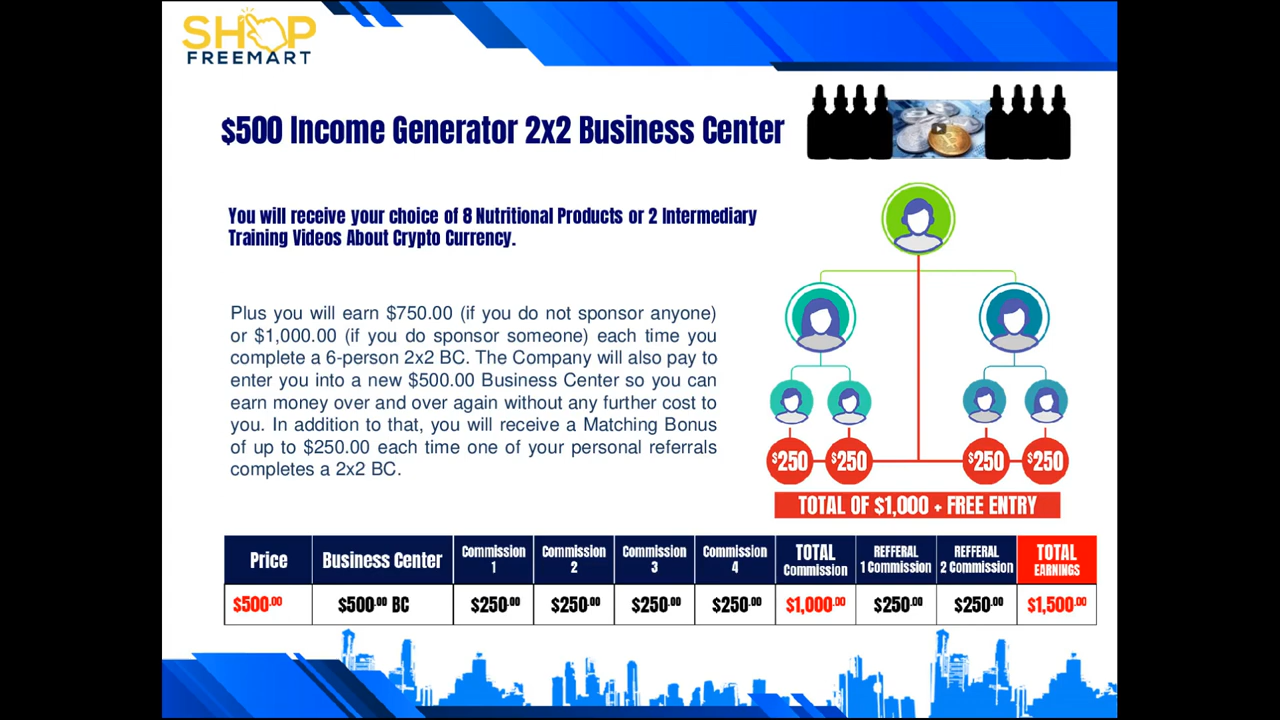 SHOP
FREEMART
$500 Income Generator 2x2 Business Center
You will receive your choice of 8 Nutritional Products or 2 Intermediary
Training Videos About Crypto Currency.
Plus you will earn $750.00 (if you do not sponsor anyone)
or $1,000.00 (if you do sponsor someone) each time you
complete a 6-person 2x2 BC. The Company will also pay to
enter you into a new $500.00 Business Center so you can
earn money over and over again without any further cost to
you. In addition to that, you will receive a Matching Bonus
of up to $250.00 each time one of your personal referrals
completes a 2x2 BC.
$250 $250 $250 $250
TOTAL OF $1,000 + FREE ENTRY
Price Business Center Commission 1 Commission 2 Commission 3 Commission 4 TOTAL Commission REFFERAL 1 Commission REFFERAL 2 Commission TOTAL EARNINGS
$500.00 $500.00 BC $250.00 $250.00 $250.00 $250.00 $1,000.00 $250.00 $250.00 $1,500.00